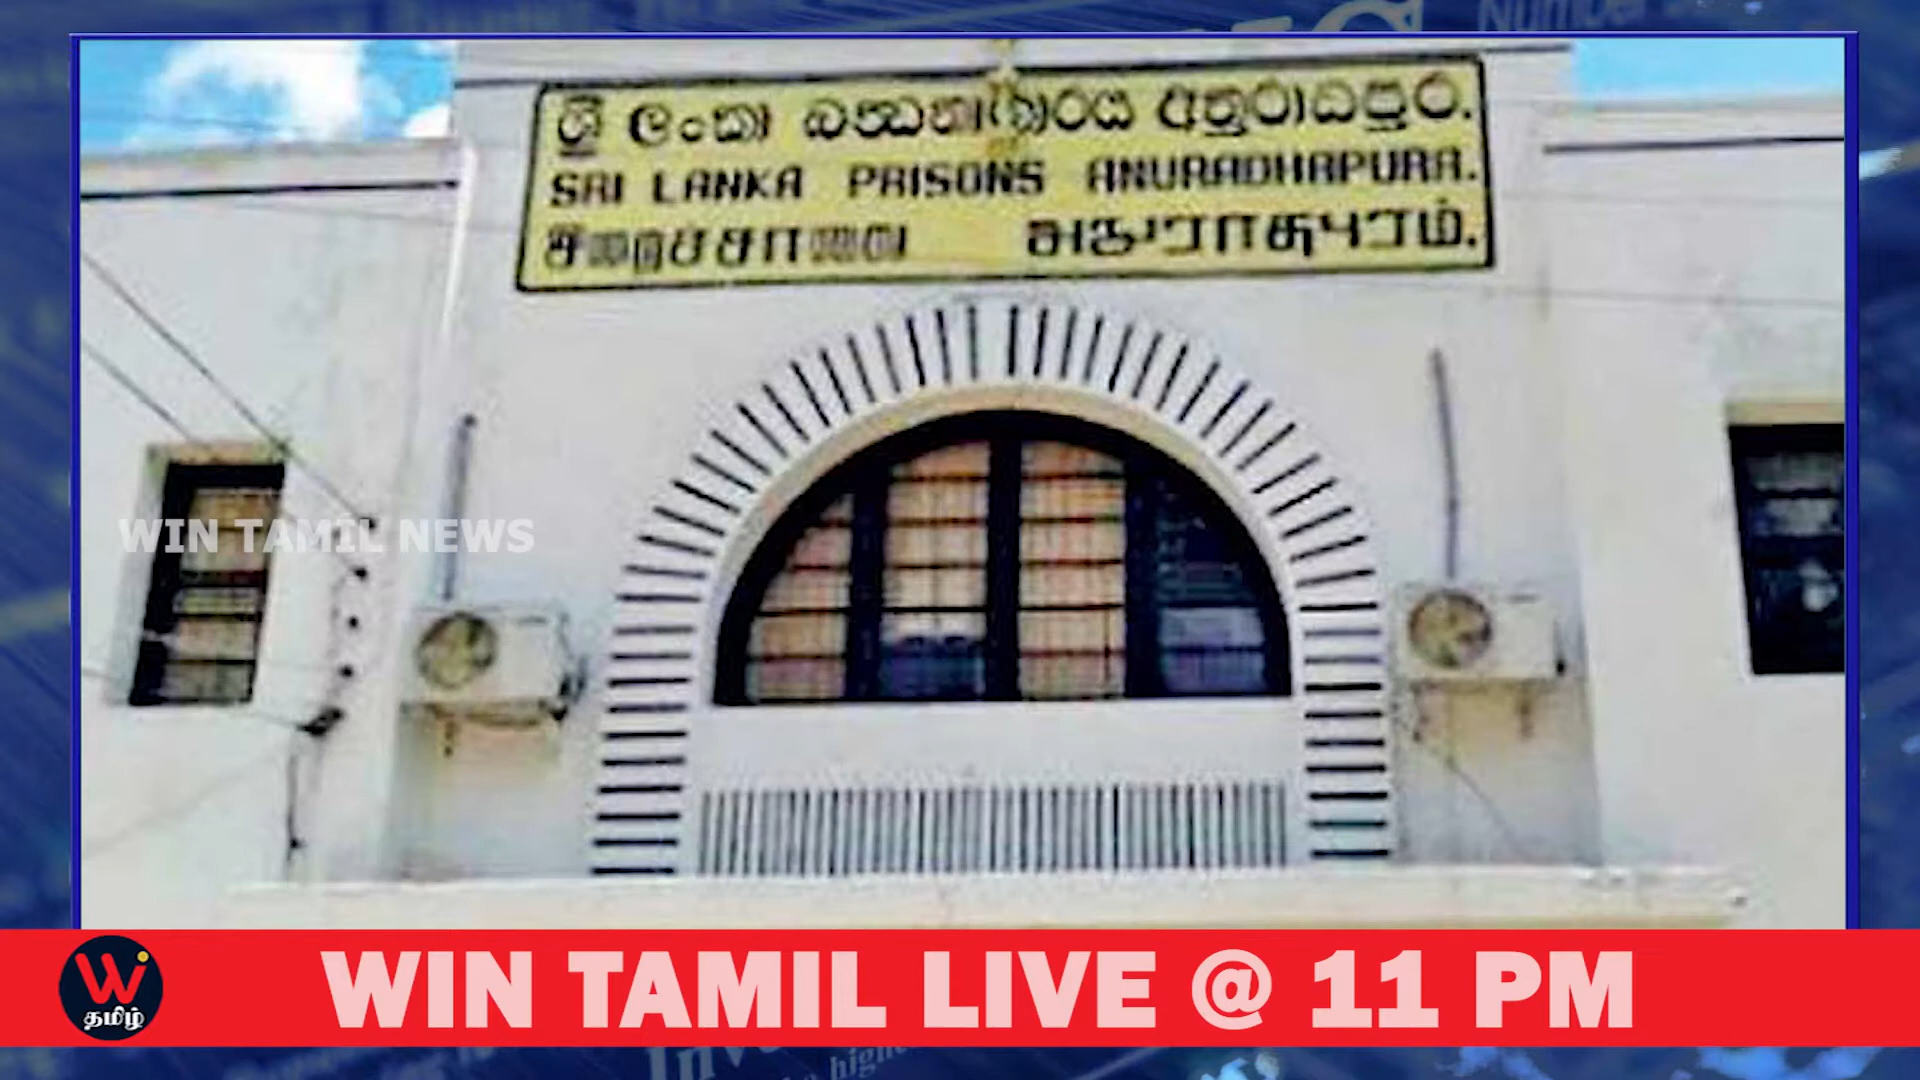 Number
ශ්‍රී ලංකා බන්ධනාගාරය අනුරාධපුර.
SRI LANKA PRISONS ANURADHAPURA.
சிறைச்சாலை அநுராதபுரம்.
WIN TAMIL NEWS
W
தமிழ்
WIN TAMIL LIVE @ 11 PM